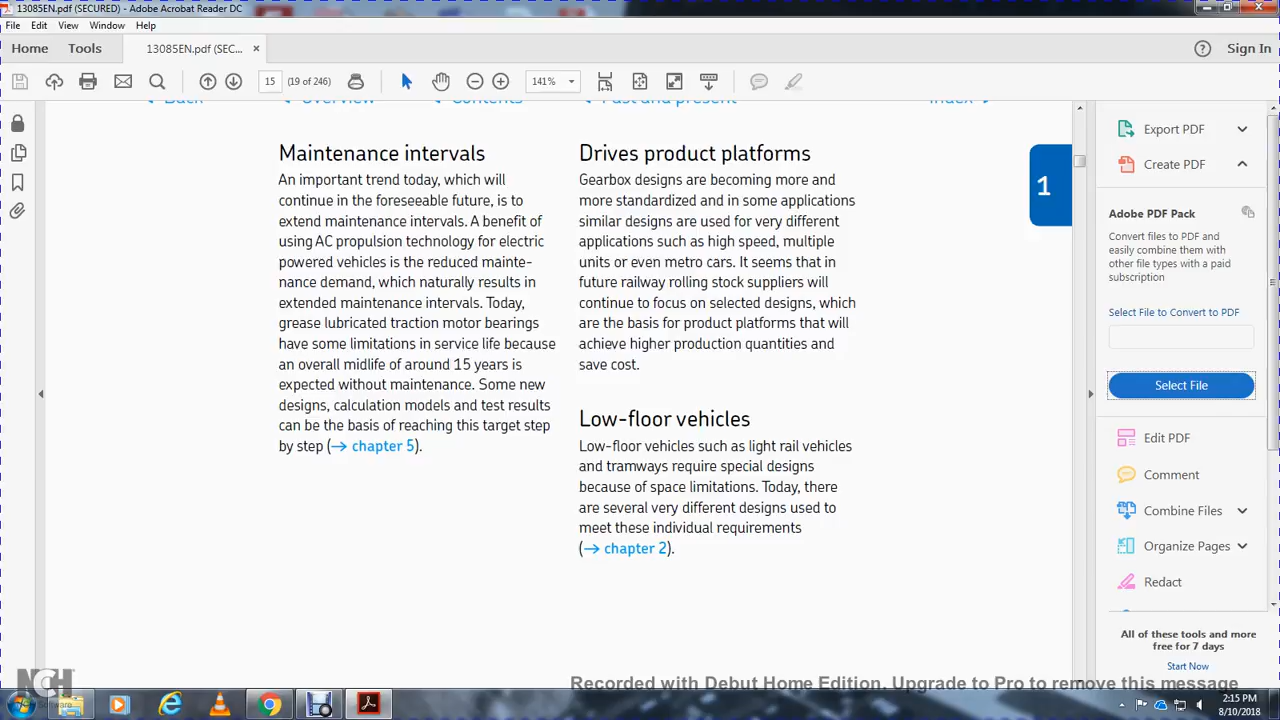 13085EN.pdf (SECURED) - Adobe Acrobat Reader DC
File Edit View Window Help
Home Tools 13085EN.pdf (SEC... × Sign In
15 (19 of 246) 141%
Back Overview Contents Past and present Index
Maintenance intervals
An important trend today, which will
continue in the foreseeable future, is to
extend maintenance intervals. A benefit of
using AC propulsion technology for electric
powered vehicles is the reduced mainte-
nance demand, which naturally results in
extended maintenance intervals. Today,
grease lubricated traction motor bearings
have some limitations in service life because
an overall midlife of around 15 years is
expected without maintenance. Some new
designs, calculation models and test results
can be the basis of reaching this target step
by step (→ chapter 5).
Drives product platforms
Gearbox designs are becoming more and
more standardized and in some applications
similar designs are used for very different
applications such as high speed, multiple
units or even metro cars. It seems that in
future railway rolling stock suppliers will
continue to focus on selected designs, which
are the basis for product platforms that will
achieve higher production quantities and
save cost.
Low-floor vehicles
Low-floor vehicles such as light rail vehicles
and tramways require special designs
because of space limitations. Today, there
are several very different designs used to
meet these individual requirements
(→ chapter 2).
1
Export PDF
Create PDF
Adobe PDF Pack
Convert files to PDF and
easily combine them with
other file types with a paid
subscription
Select File to Convert to PDF
Select File
Edit PDF
Comment
Combine Files
Organize Pages
Redact
All of these tools and more
free for 7 days
Start Now
NCH
Software
Recorded with Debut Home Edition. Upgrade to Pro to remove this message
2:15 PM
8/10/2018